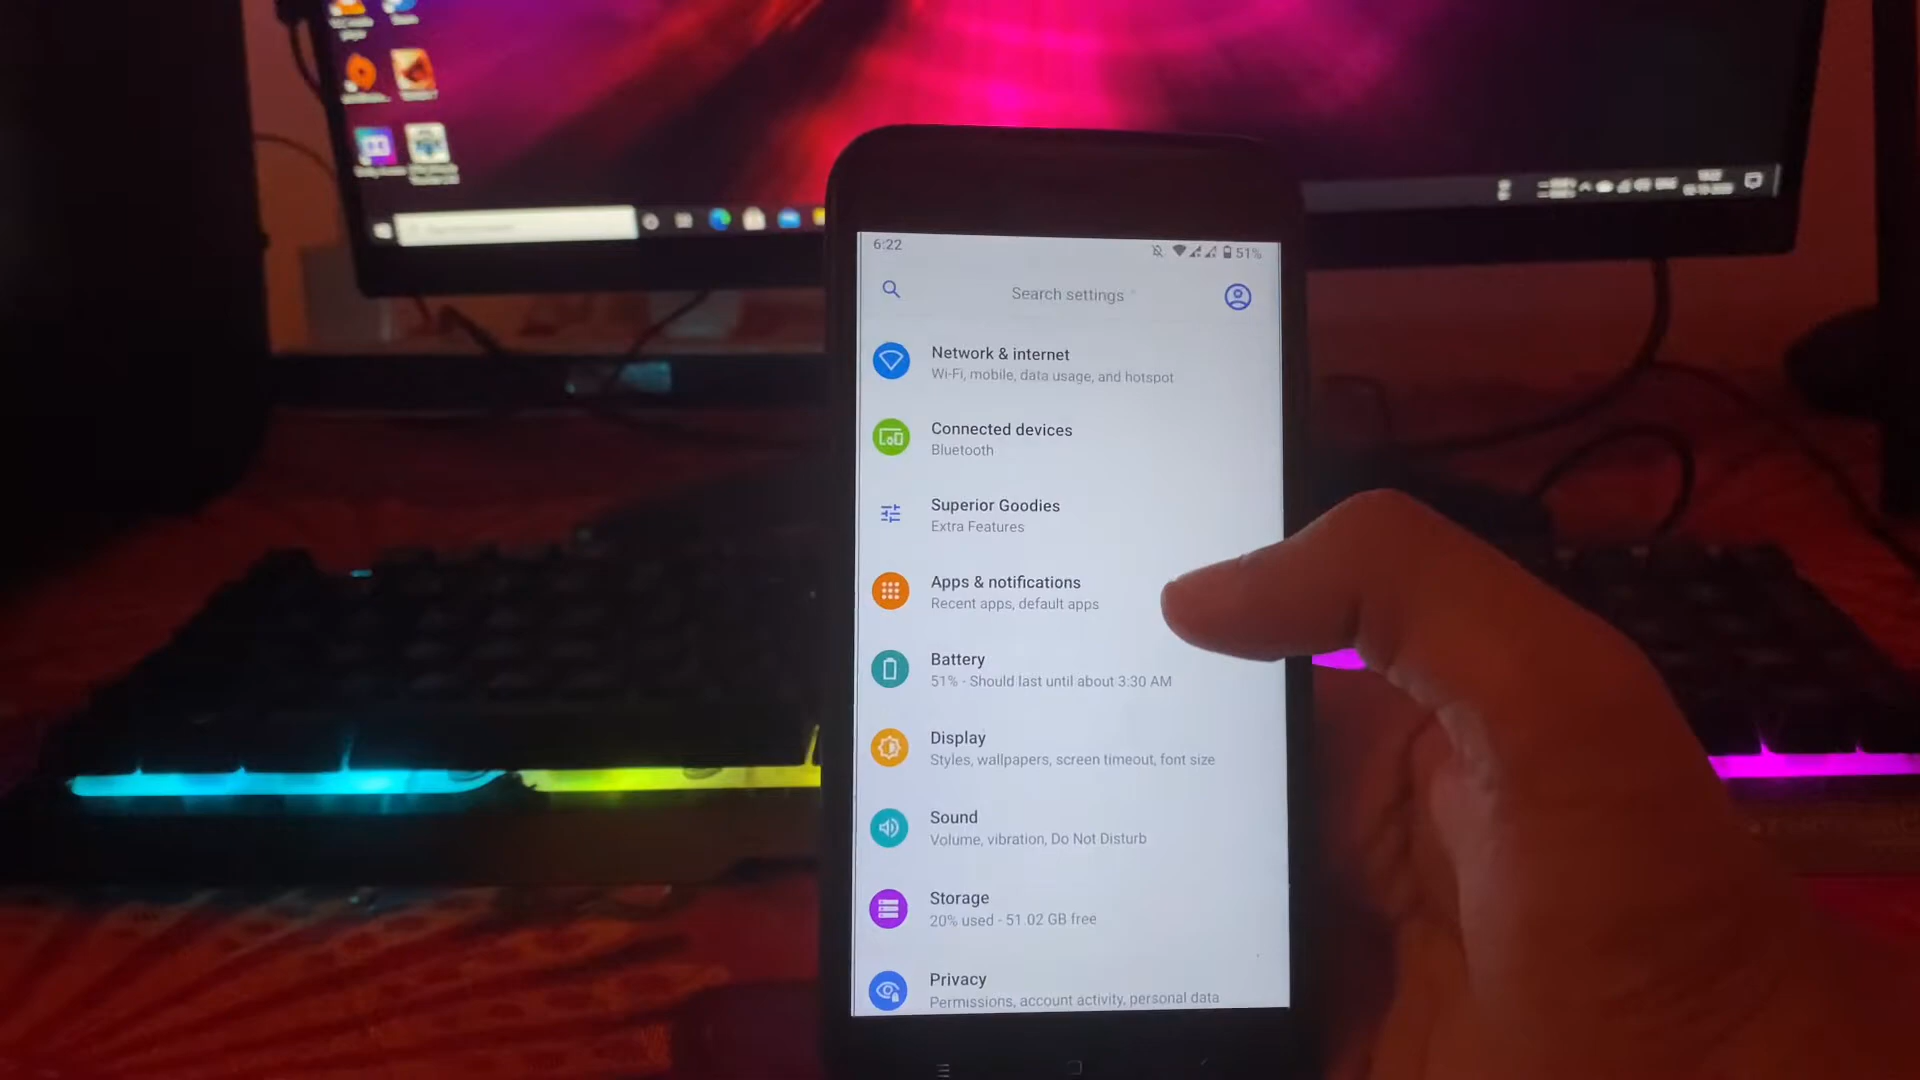 6:22
51%
Search settings
Network & internet
Wi-Fi, mobile, data usage, and hotspot
Connected devices
Bluetooth
Superior Goodies
Extra Features
Apps & notifications
Recent apps, default apps
Battery
51% - Should last until about 3:30 AM
Display
Styles, wallpapers, screen timeout, font size
Sound
Volume, vibration, Do Not Disturb
Storage
20% used - 51.02 GB free
Privacy
Permissions, account activity, personal data